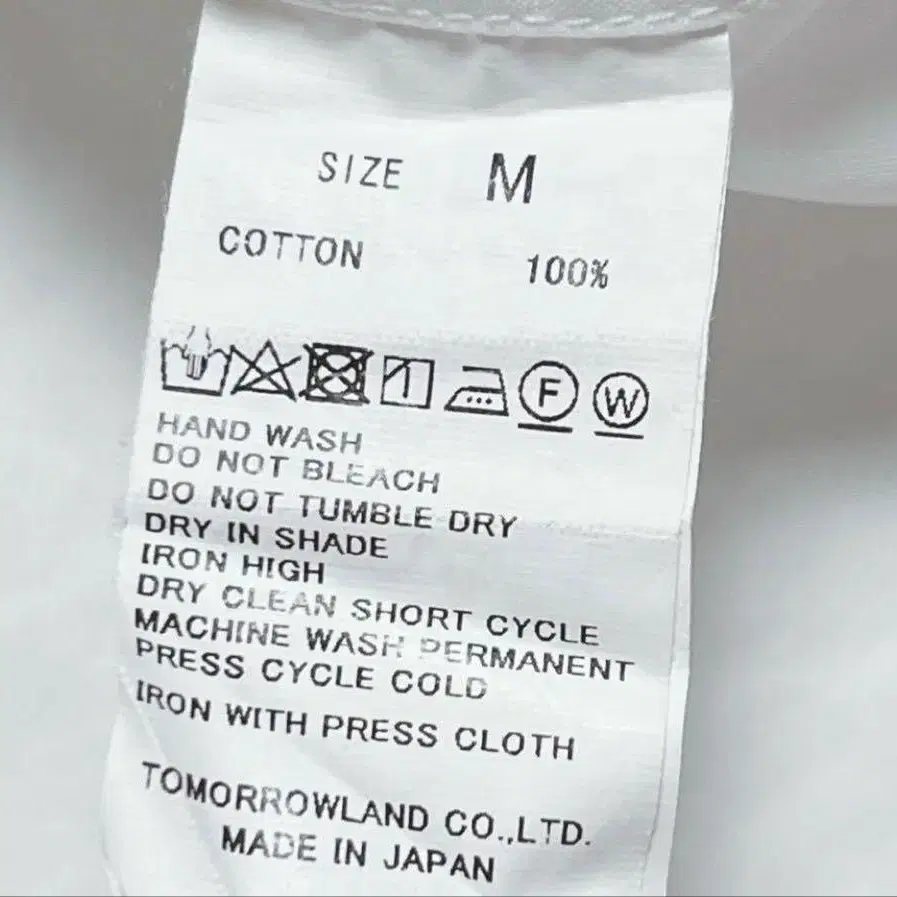 SIZE M
COTTON 100%
F W
HAND WASH
DO NOT BLEACH
DO NOT TUMBLE DRY
DRY IN SHADE
IRON HIGH
DRY CLEAN SHORT CYCLE
MACHINE WASH PERMANENT
PRESS CYCLE COLD
IRON WITH PRESS CLOTH
TOMORROWLAND CO.,LTD.
MADE IN JAPAN